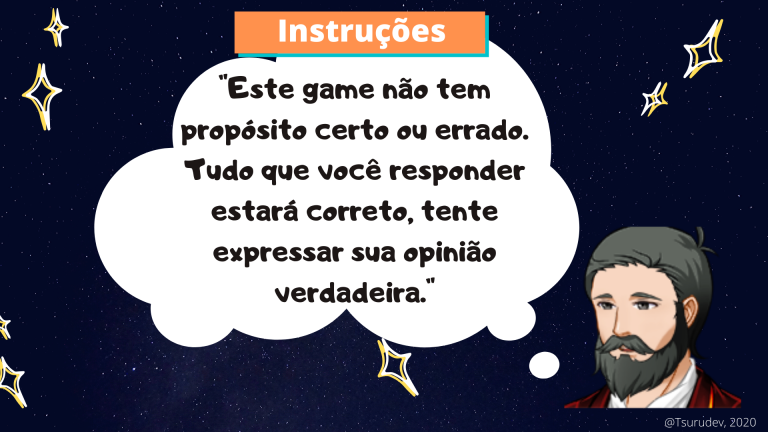 Instruções
"Este game não tem
propósito certo ou errado.
Tudo que você responder
estará correto, tente
expressar sua opinião
verdadeira."
@Tsurudev, 2020